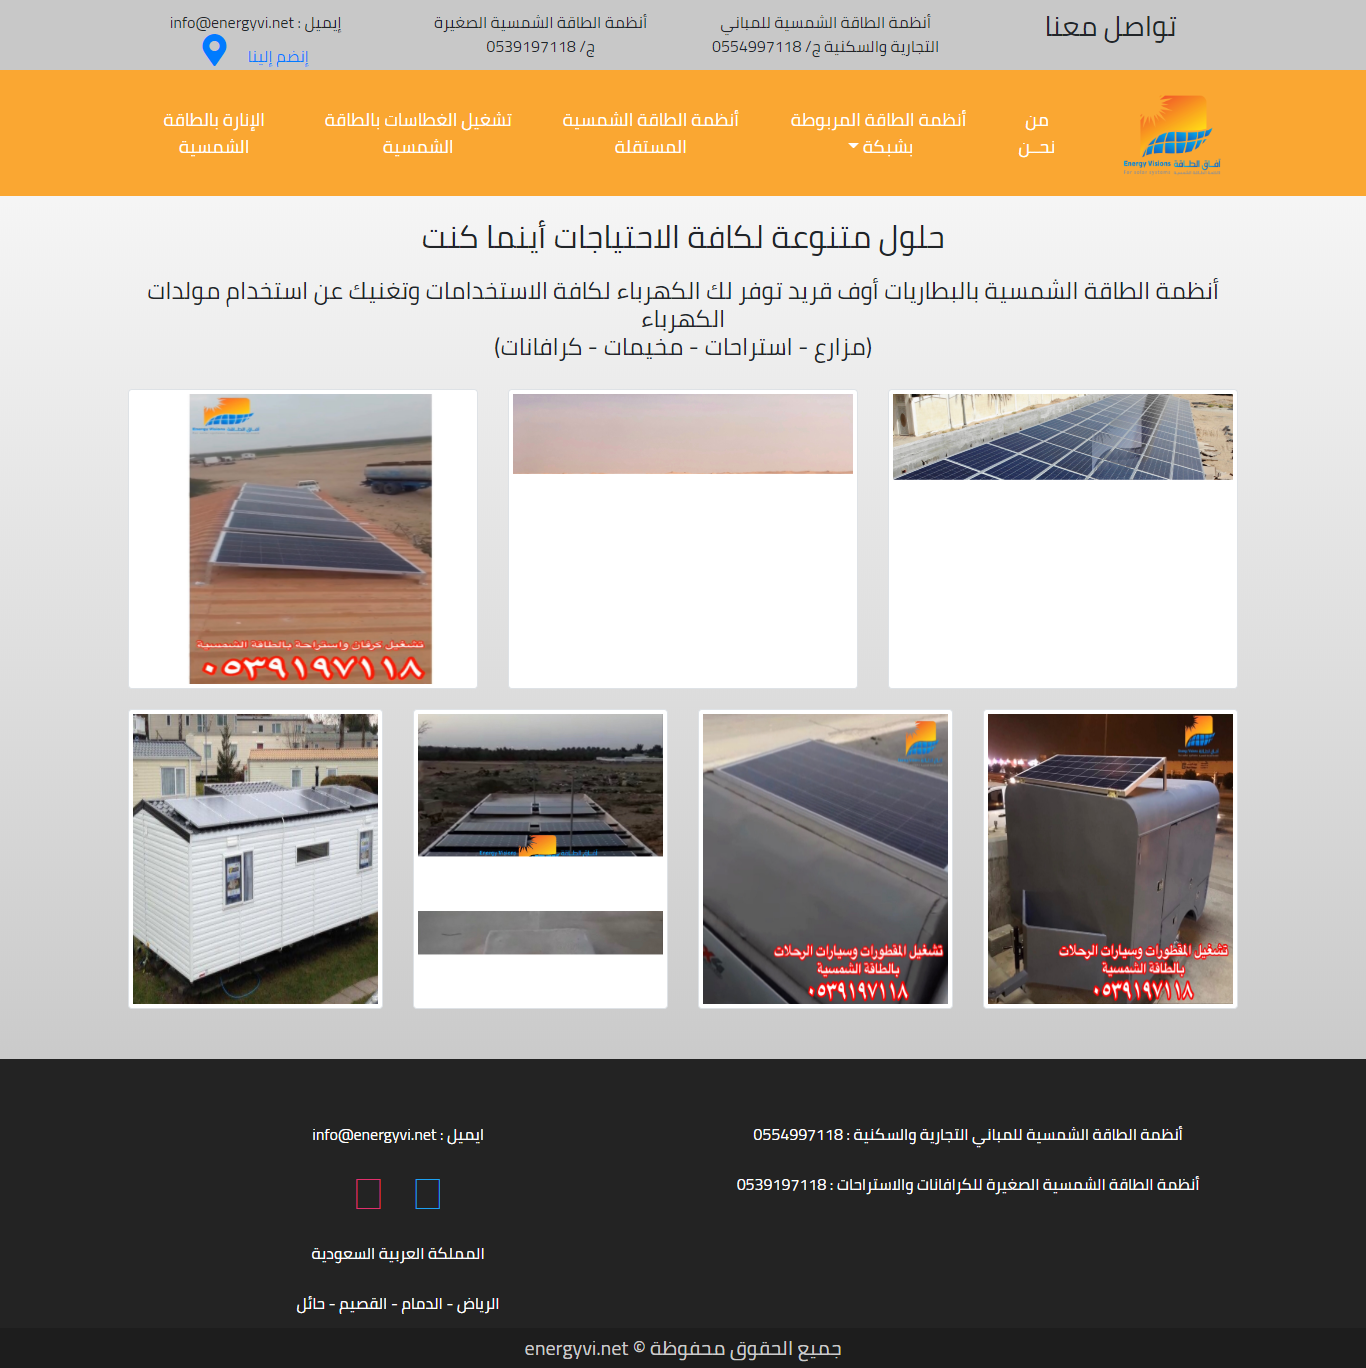 تواصل معنا
أنظمة الطاقة الشمسية للمباني
التجارية والسكنية ج/ 0554997118
أنظمة الطاقة الشمسية الصغيرة
ج/ 0539197118
إيميل : info@energyvi.net
إنضم إلينا
أفــاق الطــاقـة Energy Visions
من
نحــن
أنظمة الطاقة المربوطة
بشبكة
أنظمة الطاقة الشمسية
المستقلة
تشغيل الغطاسات بالطاقة
الشمسية
الإنارة بالطاقة
الشمسية
حلول متنوعة لكافة الاحتياجات أينما كنت
أنظمة الطاقة الشمسية بالبطاريات أوف قريد توفر لك الكهرباء لكافة الاستخدامات وتغنيك عن استخدام مولدات
الكهرباء
(مزارع - استراحات - مخيمات - كرافانات)
تشغيل كرفان واستراحة بالطاقة الشمسية
٠٥٣٩١٩٧١١٨
تشغيل المقطورات وسيارات الرحلات
بالطاقة الشمسية
٠٥٣٩١٩٧١١٨
تشغيل المقطورات وسيارات الرحلات
بالطاقة الشمسية
٠٥٣٩١٩٧١١٨
أنظمة الطاقة الشمسية للمباني التجارية والسكنية : 0554997118
أنظمة الطاقة الشمسية الصغيرة للكرافانات والاستراحات : 0539197118
ايميل : info@energyvi.net
المملكة العربية السعودية
الرياض - الدمام - القصيم - حائل
جميع الحقوق محفوظة © energyvi.net